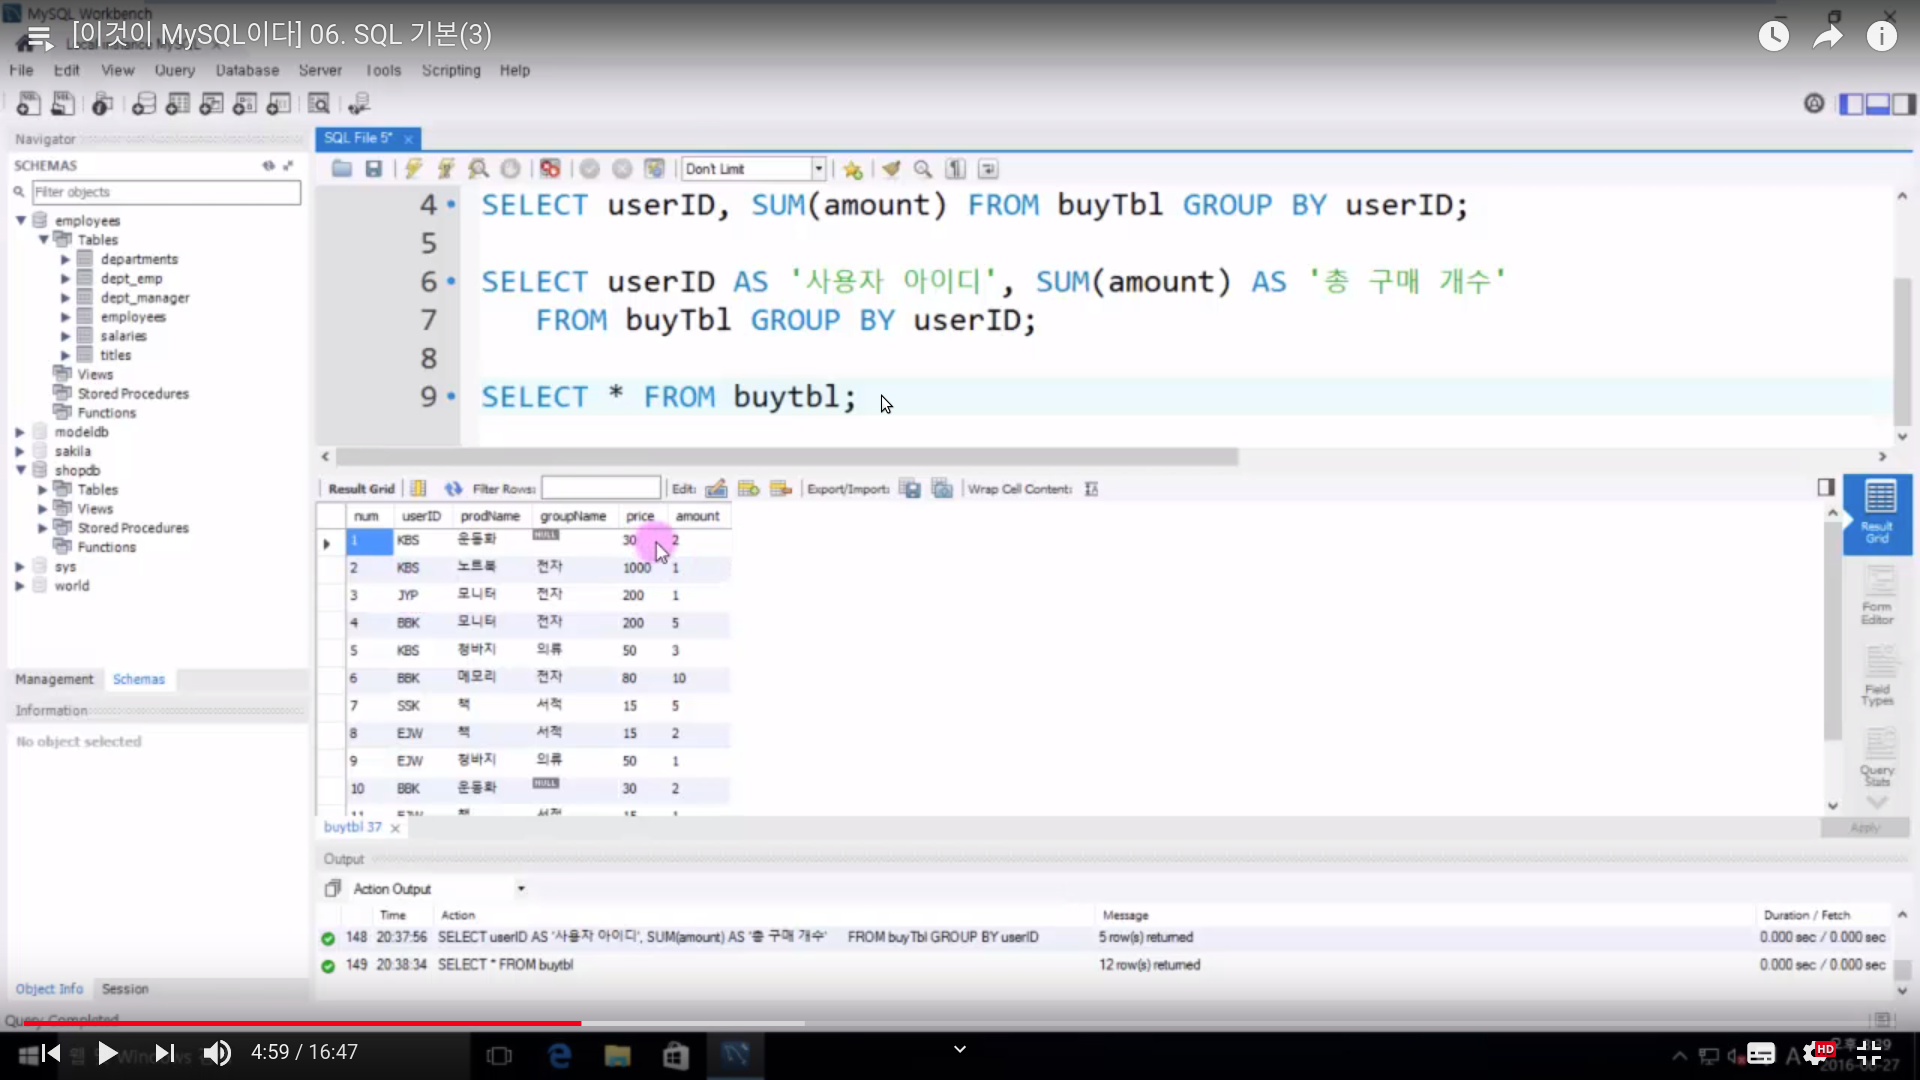 MySQL Workbench
[이것이 MySQL이다] 06. SQL 기본(3)
File Edit View Query Database Server Tools Scripting Help
Navigator
SCHEMAS
Filter objects
employees
Tables
departments
dept_emp
dept_manager
employees
salaries
titles
Views
Stored Procedures
Functions
modeldb
sakila
shopdb
Tables
Views
Stored Procedures
Functions
sys
world
Management Schemas
Information
No object selected
Object Info Session
Query Completed
SQL File 5*
Don't Limit
4 SELECT userID, SUM(amount) FROM buyTbl GROUP BY userID;
5
6 SELECT userID AS '사용자 아이디', SUM(amount) AS '총 구매 개수'
7 FROM buyTbl GROUP BY userID;
8
9 SELECT * FROM buytbl;
Result Grid Filter Rows: Edit: Export/Import: Wrap Cell Content:
num userID prodName groupName price amount
1 KBS 운동화 NULL 30 2
2 KBS 노트북 전자 1000 1
3 JYP 모니터 전자 200 1
4 BBK 모니터 전자 200 5
5 KBS 청바지 의류 50 3
6 BBK 메모리 전자 80 10
7 SSK 책 서적 15 5
8 EJW 책 서적 15 2
9 EJW 청바지 의류 50 1
10 BBK 운동화 NULL 30 2
11 EJW 책 서적 15 1
Result Grid
Form Editor
Field Types
Query Stats
buytbl 37
Apply
Output
Action Output
Time Action Message Duration / Fetch
148 20:37:56 SELECT userID AS '사용자 아이디', SUM(amount) AS '총 구매 개수' FROM buyTbl GROUP BY userID 5 row(s) returned 0.000 sec / 0.000 sec
149 20:38:34 SELECT * FROM buytbl 12 row(s) returned 0.000 sec / 0.000 sec
4:59 / 16:47
HD